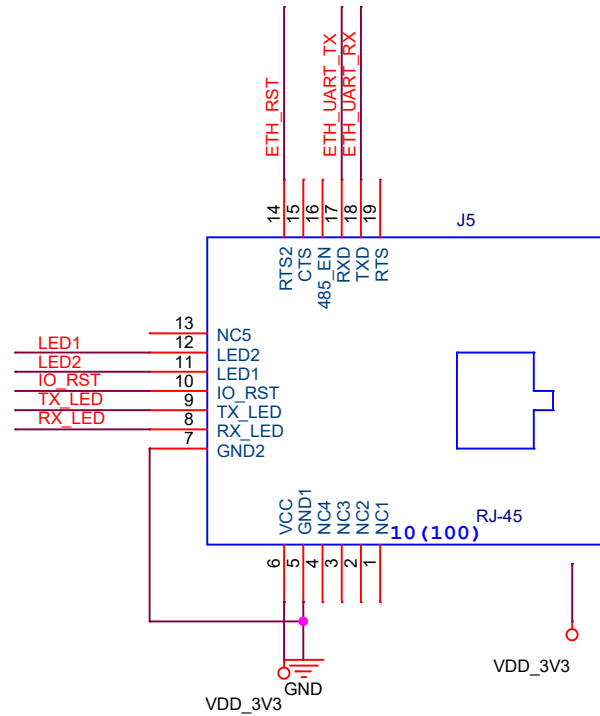 ETH_RST
ETH_UART_TX
ETH_UART_RX
14
15
16
17
18
19
J5
RTS2
CTS
485_EN
RXD
TXD
RTS
13
NC5
LED1
12
LED2
LED2
11
LED1
IO_RST
10
IO_RST
TX_LED
9
TX_LED
RX_LED
8
RX_LED
7
GND2
VCC
GND1
NC4
NC3
NC2
NC1
RJ-45
10(100)
6
5
4
3
2
1
VDD_3V3
GND
VDD_3V3